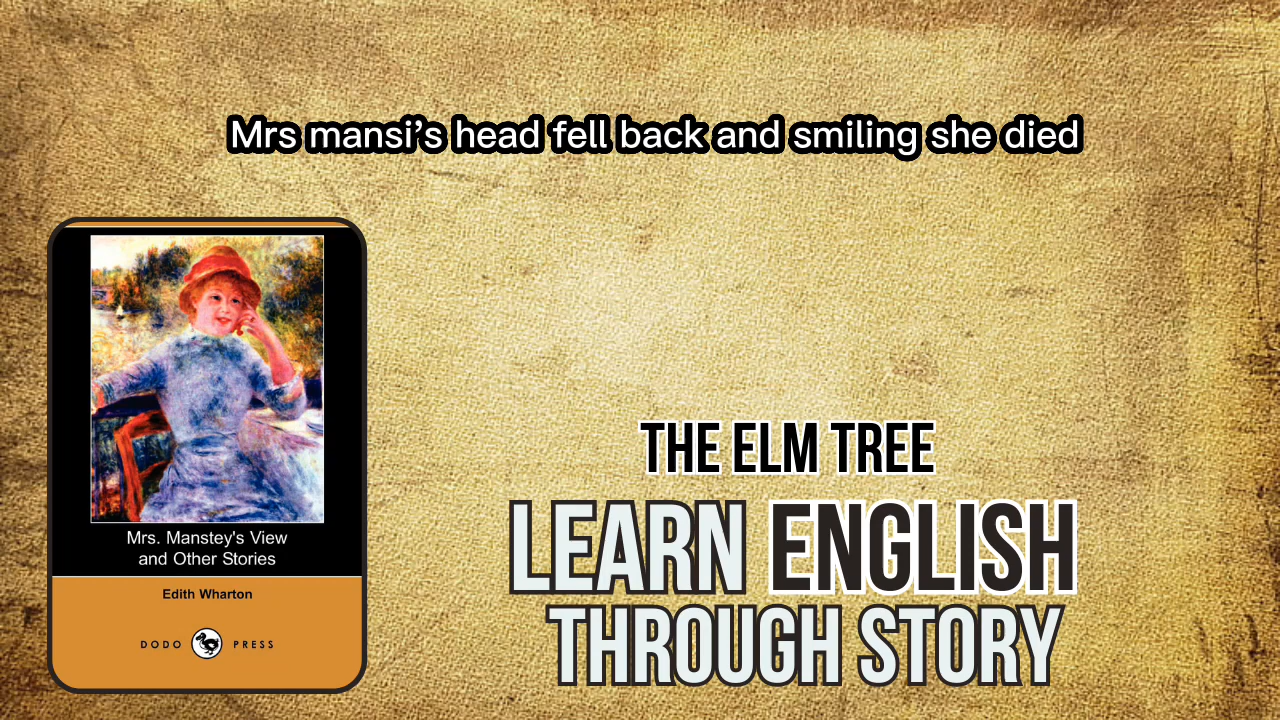 Mrs mansi's head fell back and smiling she died
Mrs. Manstey's View
and Other Stories
Edith Wharton
DODO PRESS
THE ELM TREE
LEARN ENGLISH
THROUGH STORY